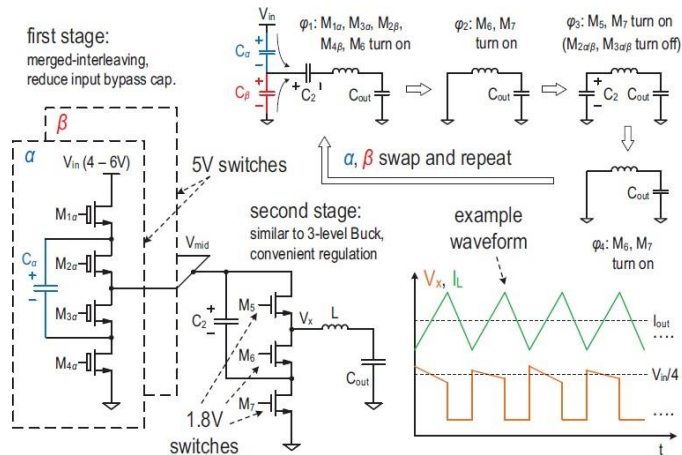 first stage:
merged-interleaving,
reduce input bypass cap.
β
α
Vin (4 – 6V)
5V switches
M1α
M2α
M3α
M4α
Cα
+
−
Vmid
second stage:
similar to 3-level Buck,
convenient regulation
C2
+
−
M5
M6
M7
Vx
L
Cout
1.8V
switches
Vin
φ1: M1α, M3α, M2β,
M4β, M6 turn on
Cα
+
−
Cβ
+
−
+
C2
Cout
φ2: M6, M7
turn on
Cout
φ3: M5, M7 turn on
(M2α/β, M3α/β turn off)
+
−
C2
Cout
α, β swap and repeat
Cout
φ4: M6, M7
turn on
example
waveform
Vx, IL
Iout
....
Vin/4
....
t